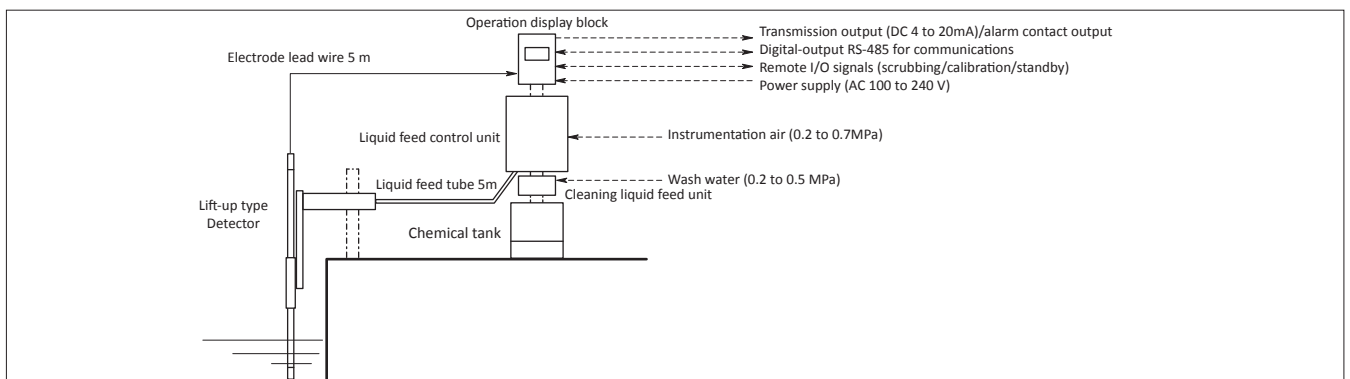 Operation display block
Transmission output (DC 4 to 20mA)/alarm contact output
Digital-output RS-485 for communications
Electrode lead wire 5 m
Remote I/O signals (scrubbing/calibration/standby)
Power supply (AC 100 to 240 V)
Liquid feed control unit
Instrumentation air (0.2 to 0.7MPa)
Liquid feed tube 5m
Wash water (0.2 to 0.5 MPa)
Cleaning liquid feed unit
Lift-up type
Detector
Chemical tank